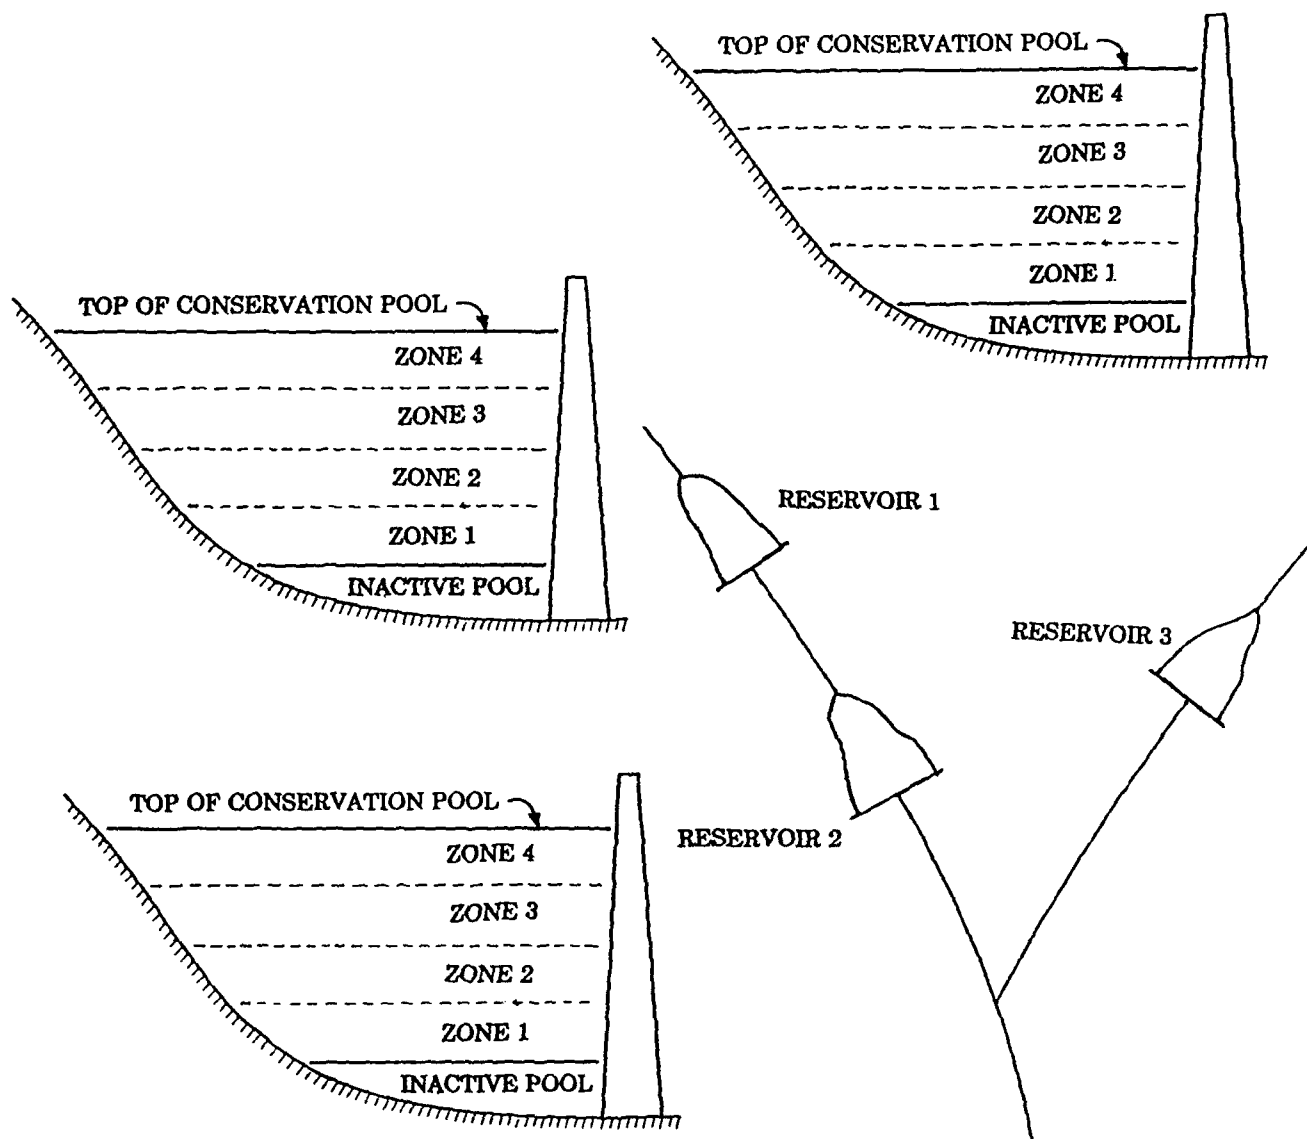 TOP OF CONSERVATION POOL
ZONE 4
ZONE 3
ZONE 2
ZONE 1
INACTIVE POOL
TOP OF CONSERVATION POOL
ZONE 4
ZONE 3
ZONE 2
ZONE 1
INACTIVE POOL
RESERVOIR 1
RESERVOIR 3
RESERVOIR 2
TOP OF CONSERVATION POOL
ZONE 4
ZONE 3
ZONE 2
ZONE 1
INACTIVE POOL